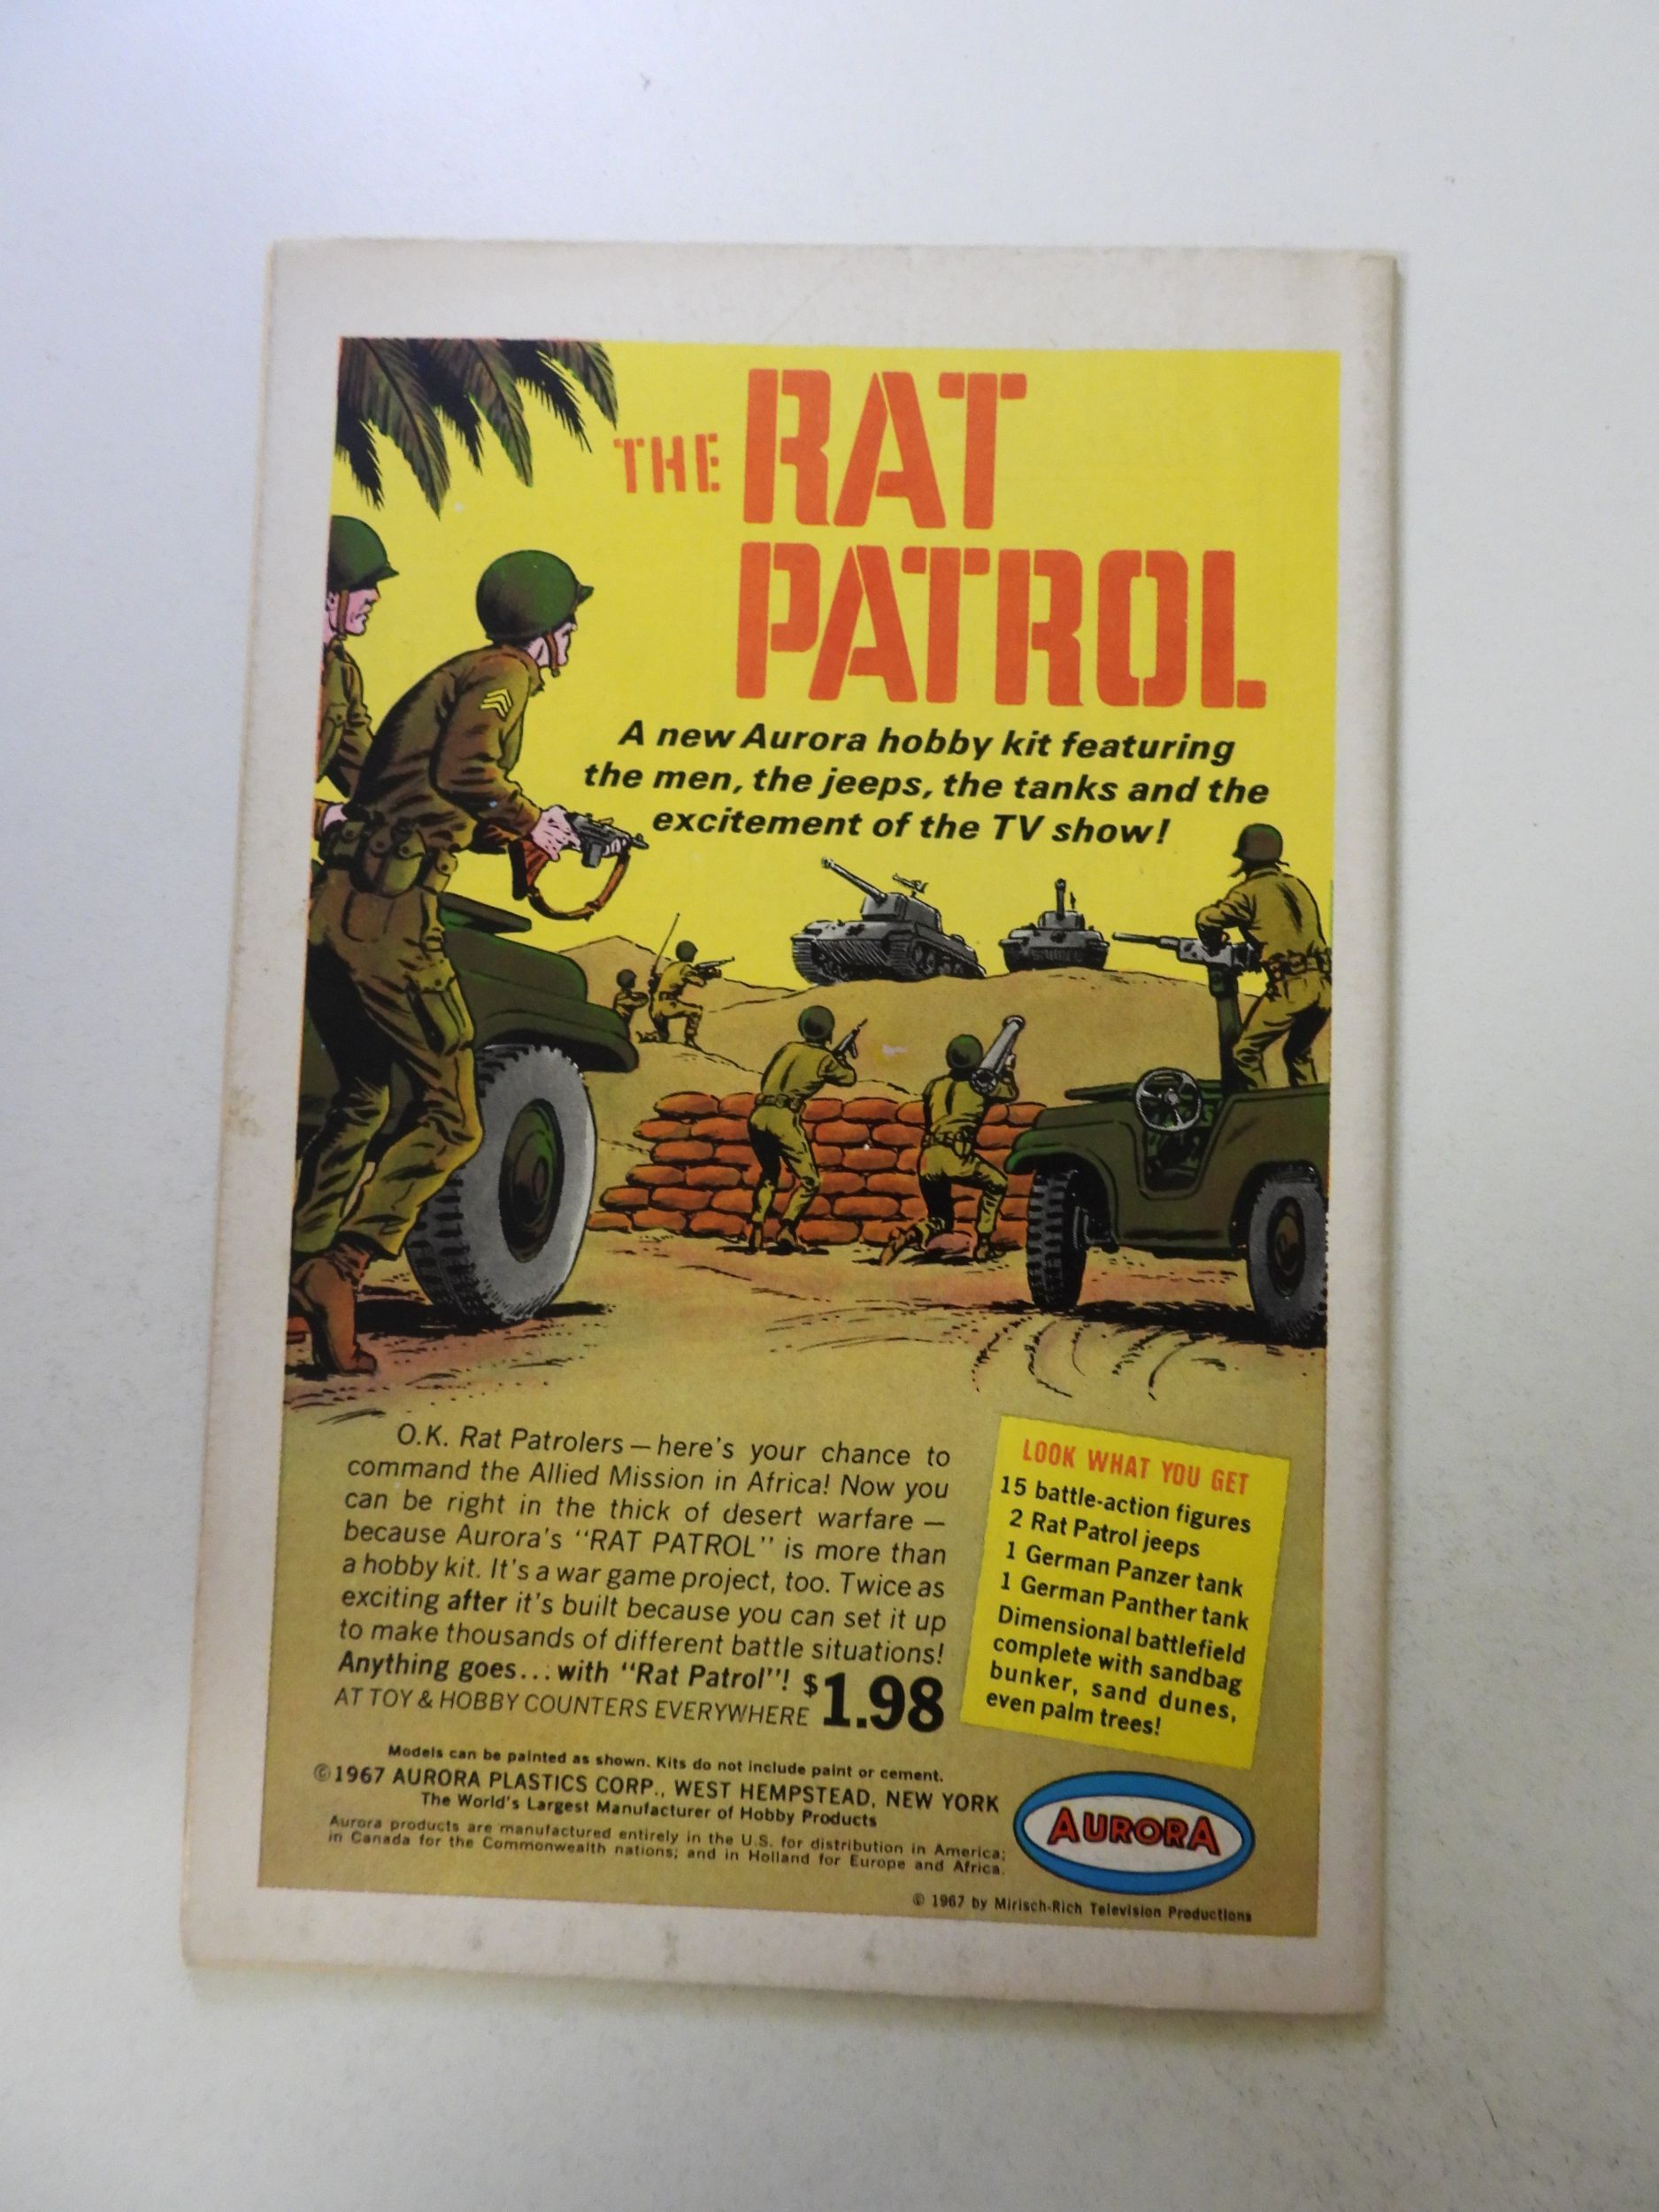 THE RAT
PATROL
A new Aurora hobby kit featuring
the men, the jeeps, the tanks and the
excitement of the TV show!
O.K. Rat Patrolers—here's your chance to
command the Allied Mission in Africa! Now you
can be right in the thick of desert warfare —
because Aurora's "RAT PATROL" is more than
a hobby kit. It's a war game project, too. Twice as
exciting after it's built because you can set it up
to make thousands of different battle situations!
Anything goes...with "Rat Patrol"!
AT TOY & HOBBY COUNTERS EVERYWHERE $1.98
LOOK WHAT YOU GET
15 battle-action figures
2 Rat Patrol jeeps
1 German Panzer tank
1 German Panther tank
Dimensional battlefield
complete with sandbag
bunker, sand dunes,
even palm trees!
Models can be painted as shown. Kits do not include paint or cement.
©1967 AURORA PLASTICS CORP., WEST HEMPSTEAD, NEW YORK
The World's Largest Manufacturer of Hobby Products
Aurora products are manufactured entirely in the U.S. for distribution in America;
in Canada for the Commonwealth nations; and in Holland for Europe and Africa.
AURORA
© 1967 by Mirisch-Rich Television Productions